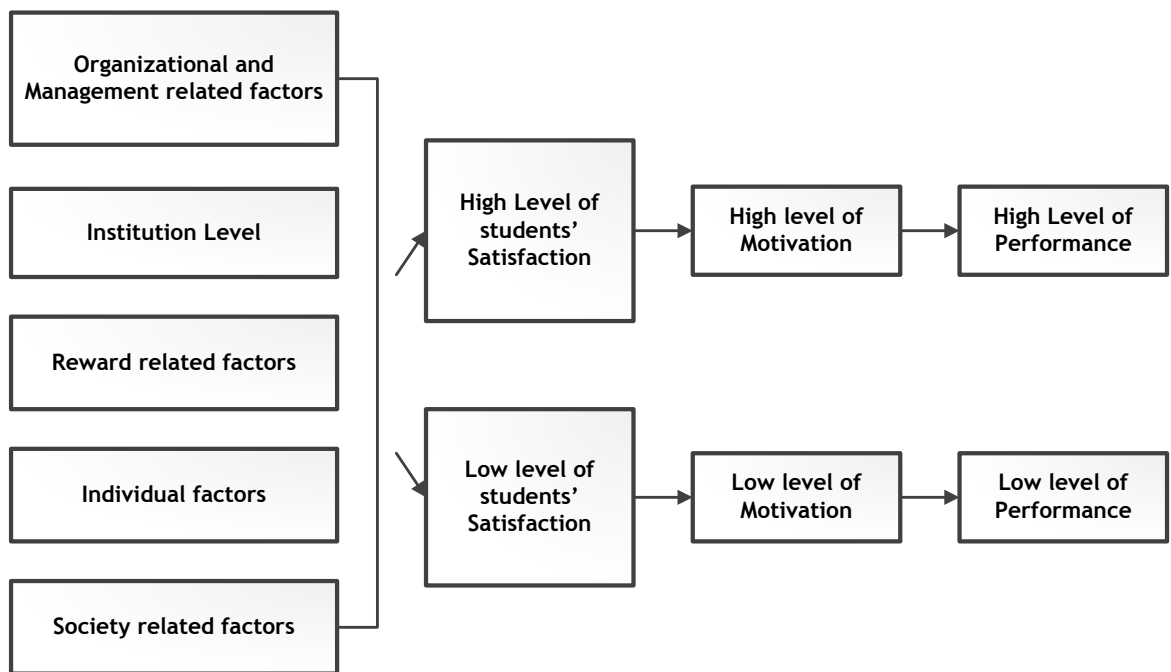 Organizational and
Management related factors
Institution Level
Reward related factors
Individual factors
Society related factors
High Level of
students’
Satisfaction
High level of
Motivation
High Level of
Performance
Low level of
students’
Satisfaction
Low level of
Motivation
Low level of
Performance